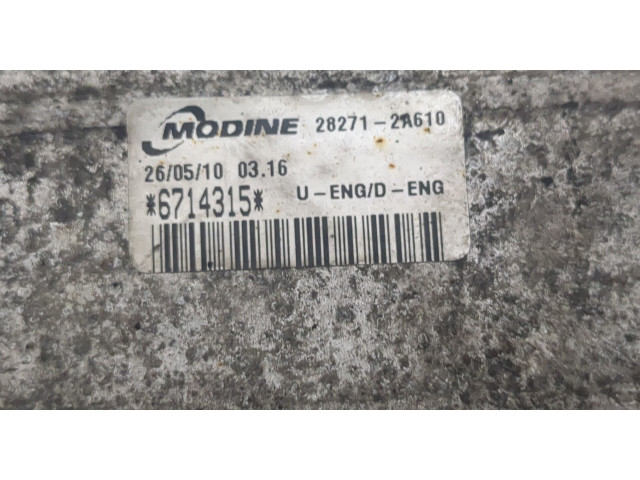 MODINE 28271-2A610
26/05/10 03.16
*6714315* U-ENG/D-ENG